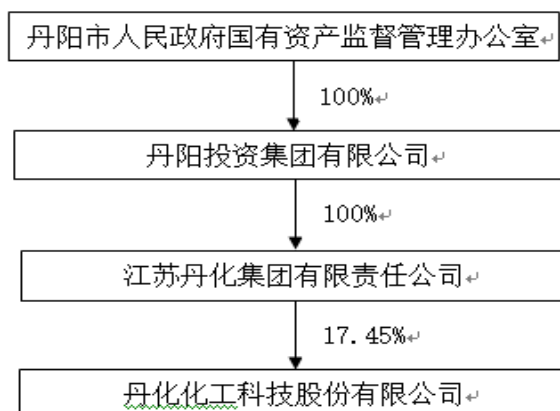 丹阳市人民政府国有资产监督管理办公室
100%
丹阳投资集团有限公司
100%
江苏丹化集团有限责任公司
17.45%
丹化化工科技股份有限公司